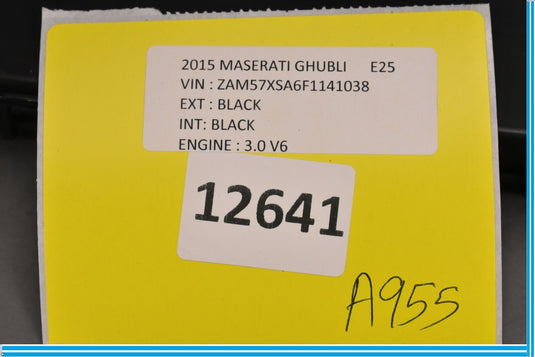 2015 MASERATI GHUBLI E25
VIN : ZAM57XSA6F1141038
EXT : BLACK
INT: BLACK
ENGINE : 3.0 V6
12641
A955